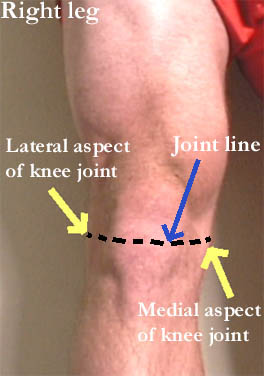 Right leg
Lateral aspect
of knee joint
Joint line
Medial aspect
of knee joint